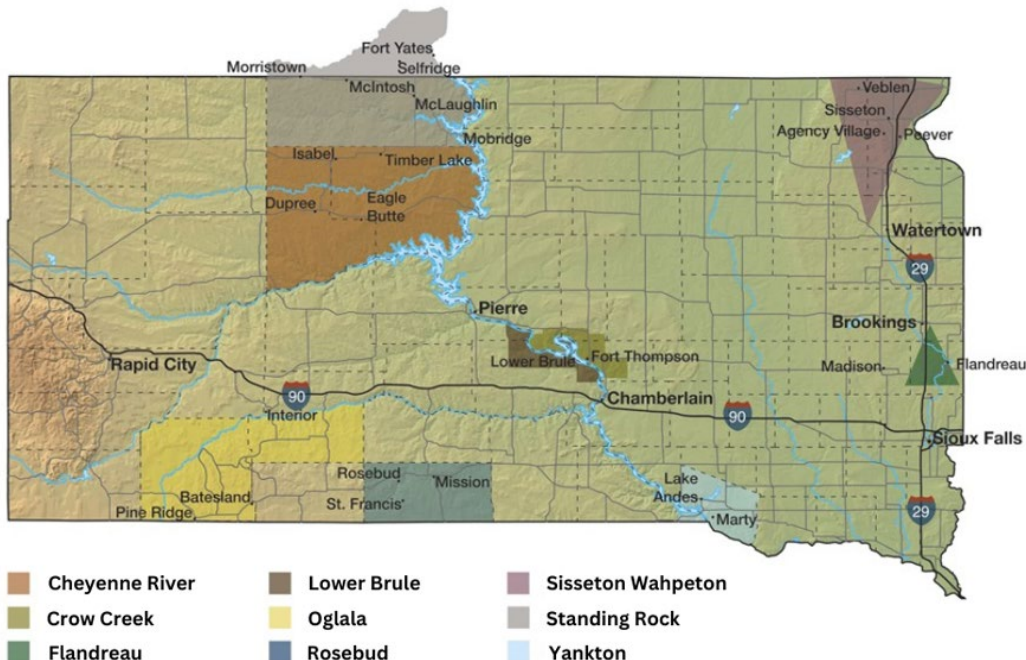 Fort Yates
Morristown
Selfridge
McIntosh
McLaughlin
Mobridge
Isabel
Timber Lake
Dupree
Eagle
Butte
Veblen
Sisseton
Agency Village
Peever
Watertown
29
Pierre
Brookings
Lower Brule
Fort Thompson
Madison
Flandreau
Rapid City
90
Interior
Chamberlain
90
Sioux Falls
Rosebud
Mission
St. Francis
Batesland
Pine Ridge
Lake
Andes
Marty
29
Cheyenne River
Lower Brule
Sisseton Wahpeton
Crow Creek
Oglala
Standing Rock
Flandreau
Rosebud
Yankton